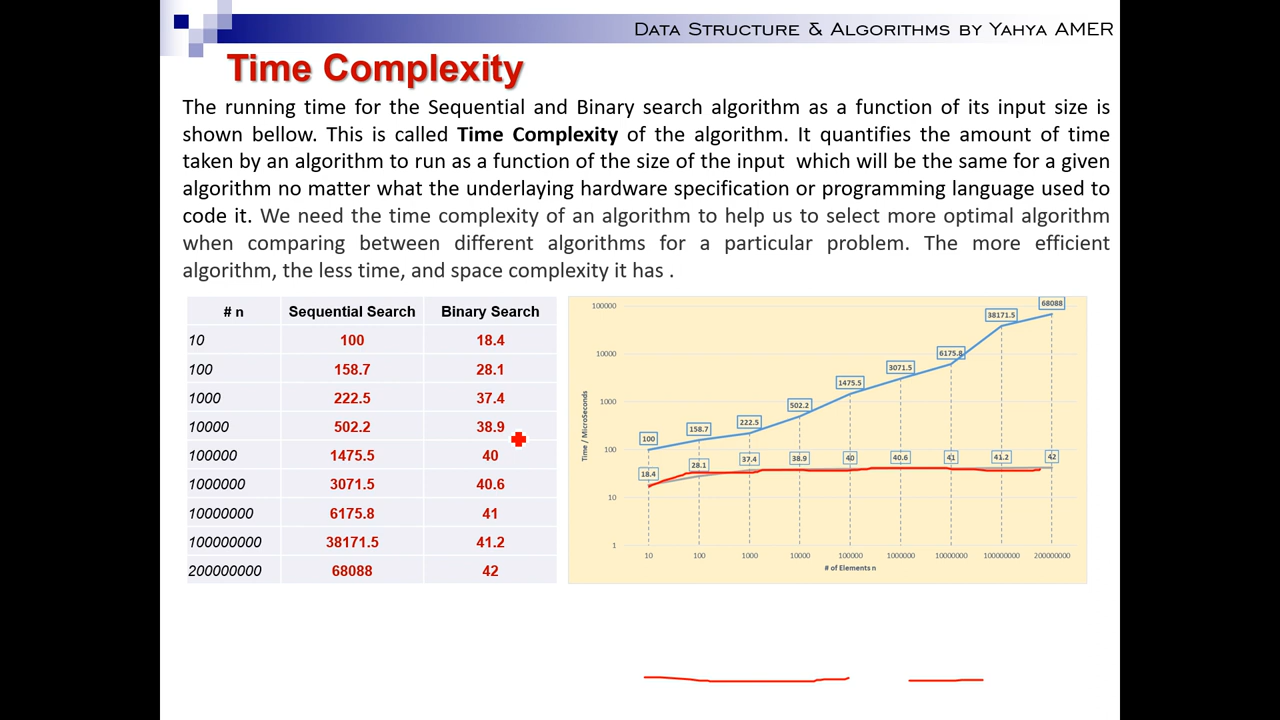 DATA STRUCTURE & ALGORITHMS BY YAHYA AMER
Time Complexity
The running time for the Sequential and Binary search algorithm as a function of its input size is
shown bellow. This is called Time Complexity of the algorithm. It quantifies the amount of time
taken by an algorithm to run as a function of the size of the input which will be the same for a given
algorithm no matter what the underlaying hardware specification or programming language used to
code it. We need the time complexity of an algorithm to help us to select more optimal algorithm
when comparing between different algorithms for a particular problem. The more efficient
algorithm, the less time, and space complexity it has .
# n Sequential Search Binary Search
10 100 18.4
100 158.7 28.1
1000 222.5 37.4
10000 502.2 38.9
100000 1475.5 40
1000000 3071.5 40.6
10000000 6175.8 41
100000000 38171.5 41.2
200000000 68088 42
Time / MicroSeconds
100000
10000
1000
100
10
1
100 158.7 222.5 502.2 1475.5 3071.5 6175.8 38171.5 68088
18.4 28.1 37.4 38.9 40 40.6 41 41.2 42
10 100 1000 10000 100000 1000000 10000000 100000000 200000000
# of Elements n